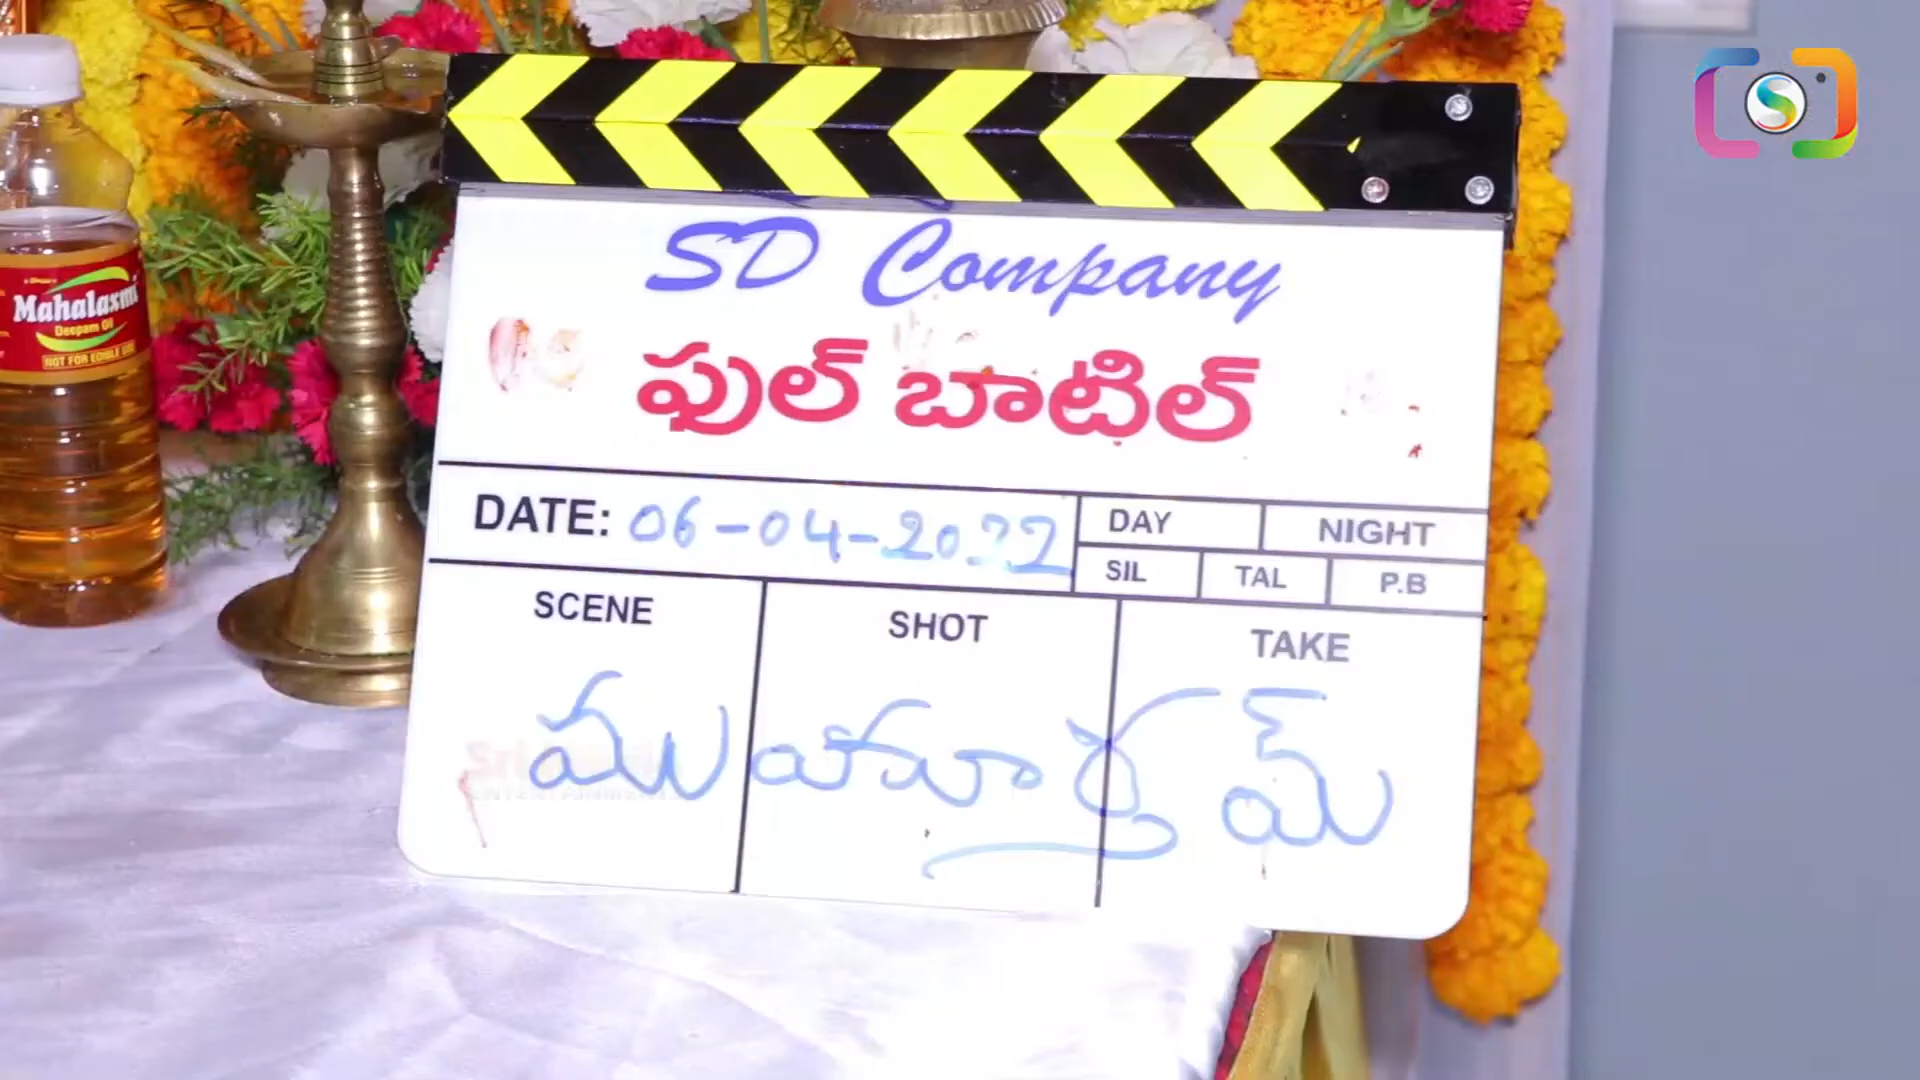 SD Company
ఫుల్ బాటిల్
DATE: 06-04-2022
DAY NIGHT
SIL TAL P.B
SCENE SHOT TAKE
ముహూర్తమ్
Mahalaxmi
Deepam Oil
NOT FOR EDIBLE USE
S